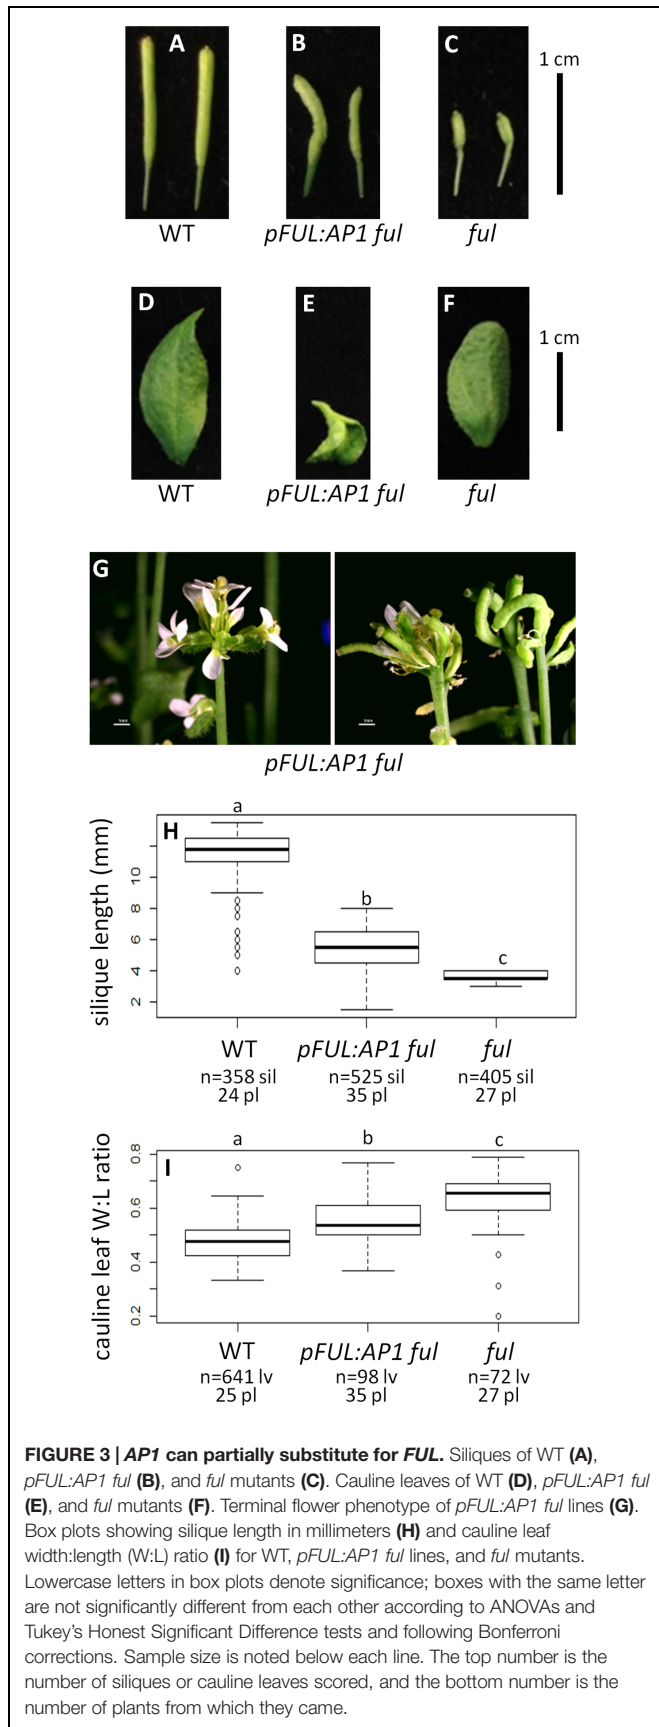 A
B
C
1 cm
WT
pFUL:AP1 ful
ful
D
E
F
1 cm
WT
pFUL:AP1 ful
ful
G
pFUL:AP1 ful
silique length (mm)
H
a
b
c
10
8
6
4
2
WT
pFUL:AP1 ful
ful
n=358 sil
n=525 sil
n=405 sil
24 pl
35 pl
27 pl
cauline leaf W:L ratio
I
a
b
c
0.8
0.6
0.4
0.2
WT
pFUL:AP1 ful
ful
n=641 lv
n=98 lv
n=72 lv
25 pl
35 pl
27 pl
FIGURE 3 | AP1 can partially substitute for FUL. Siliques of WT (A),
pFUL:AP1 ful (B), and ful mutants (C). Cauline leaves of WT (D), pFUL:AP1 ful
(E), and ful mutants (F). Terminal flower phenotype of pFUL:AP1 ful lines (G).
Box plots showing silique length in millimeters (H) and cauline leaf
width:length (W:L) ratio (I) for WT, pFUL:AP1 ful lines, and ful mutants.
Lowercase letters in box plots denote significance; boxes with the same letter
are not significantly different from each other according to ANOVAs and
Tukey's Honest Significant Difference tests and following Bonferroni
corrections. Sample size is noted below each line. The top number is the
number of siliques or cauline leaves scored, and the bottom number is the
number of plants from which they came.